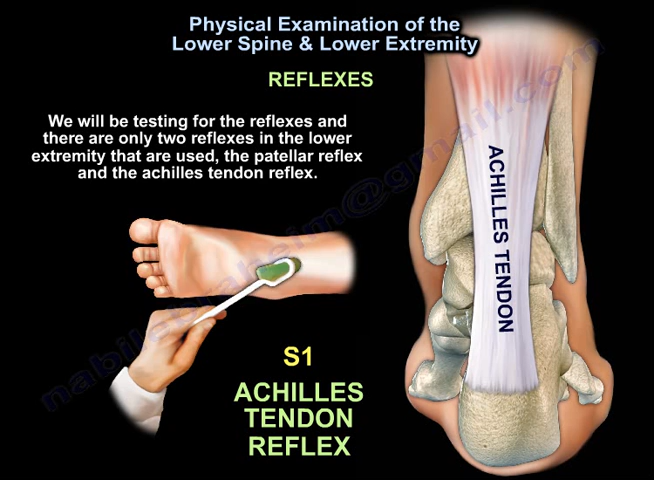 Physical Examination of the
Lower Spine & Lower Extremity
REFLEXES
We will be testing for the reflexes and
there are only two reflexes in the lower
extremity that are used, the patellar reflex
and the achilles tendon reflex.
ACHILLES TENDON
S1
ACHILLES
TENDON
REFLEX